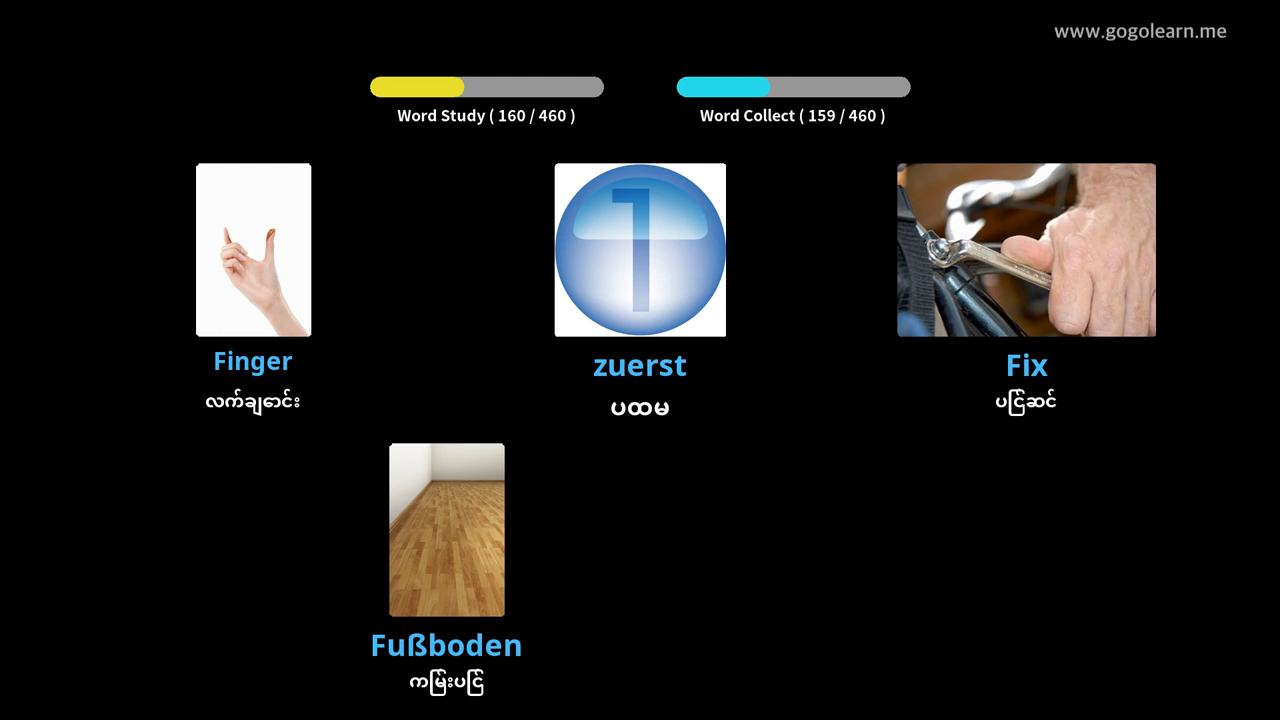 www.gogolearn.me
Word Study ( 160 / 460 )
Word Collect ( 159 / 460 )
1
Finger
လက်ချောင်း
zuerst
ပထမ
Fix
ပြင်ဆင်
Fußboden
ကြမ်းပြင်